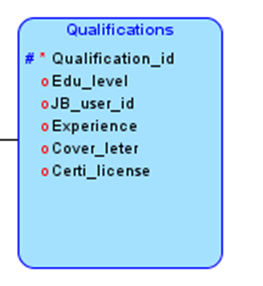 Qualifications
# * Qualification_id
o Edu_level
o JB_user_id
o Experience
o Cover_leter
o Certi_license